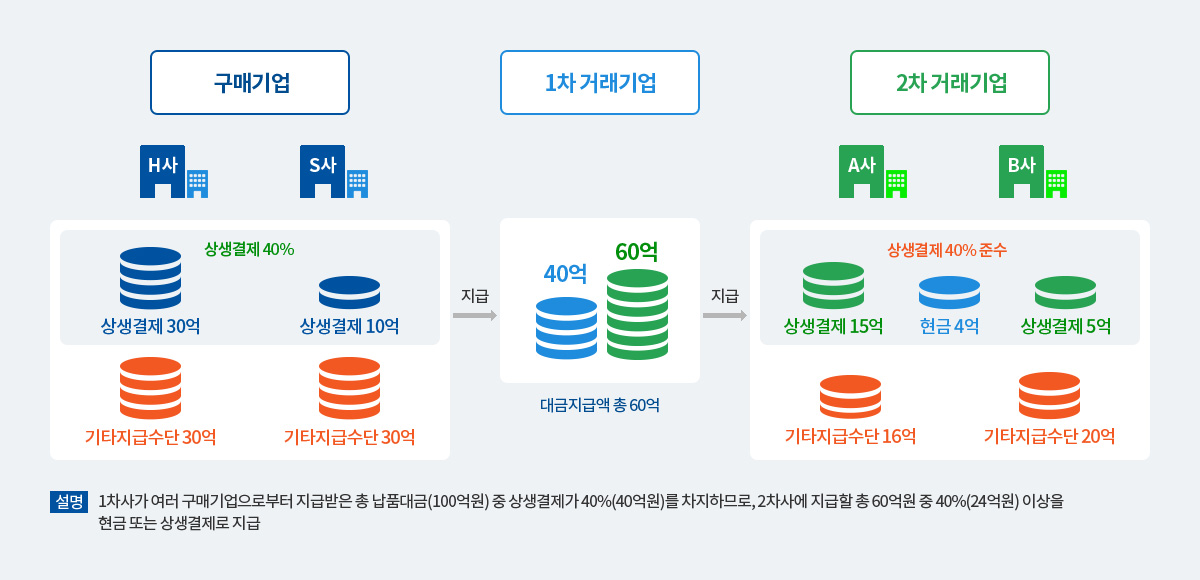 구매기업
1차 거래기업
2차 거래기업
H사
S사
A사
B사
상생결제 40%
상생결제 30억
상생결제 10억
기타지급수단 30억
기타지급수단 30억
지급
40억
60억
대금지급액 총 60억
지급
상생결제 40% 준수
상생결제 15억
현금 4억
상생결제 5억
기타지급수단 16억
기타지급수단 20억
설명 1차사가 여러 구매기업으로부터 지급받은 총 납품대금(100억원) 중 상생결제가 40%(40억원)를 차지하므로, 2차사에 지급할 총 60억원 중 40%(24억원) 이상을
현금 또는 상생결제로 지급